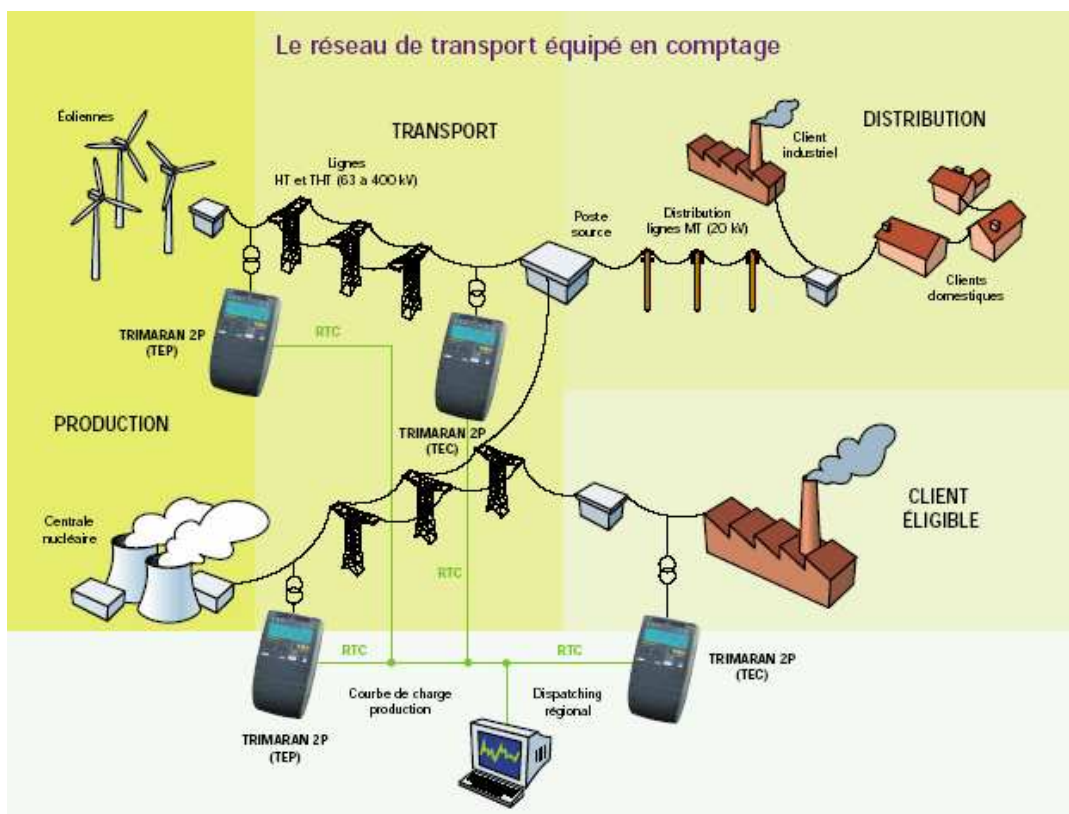 Le réseau de transport équipé en comptage
Éoliennes
TRANSPORT
Lignes
HT et THT (63 à 400 kV)
Client
industriel
DISTRIBUTION
Poste
source
Distribution
lignes MT (20 kV)
Clients
domestiques
TRIMARAN 2P
(TEP)
RTC
PRODUCTION
TRIMARAN 2P
(TEC)
CLIENT
ÉLIGIBLE
Centrale
nucléaire
RTC
RTC
RTC
TRIMARAN 2P
(TEC)
Courbe de charge
production
Dispatching
régional
TRIMARAN 2P
(TEP)